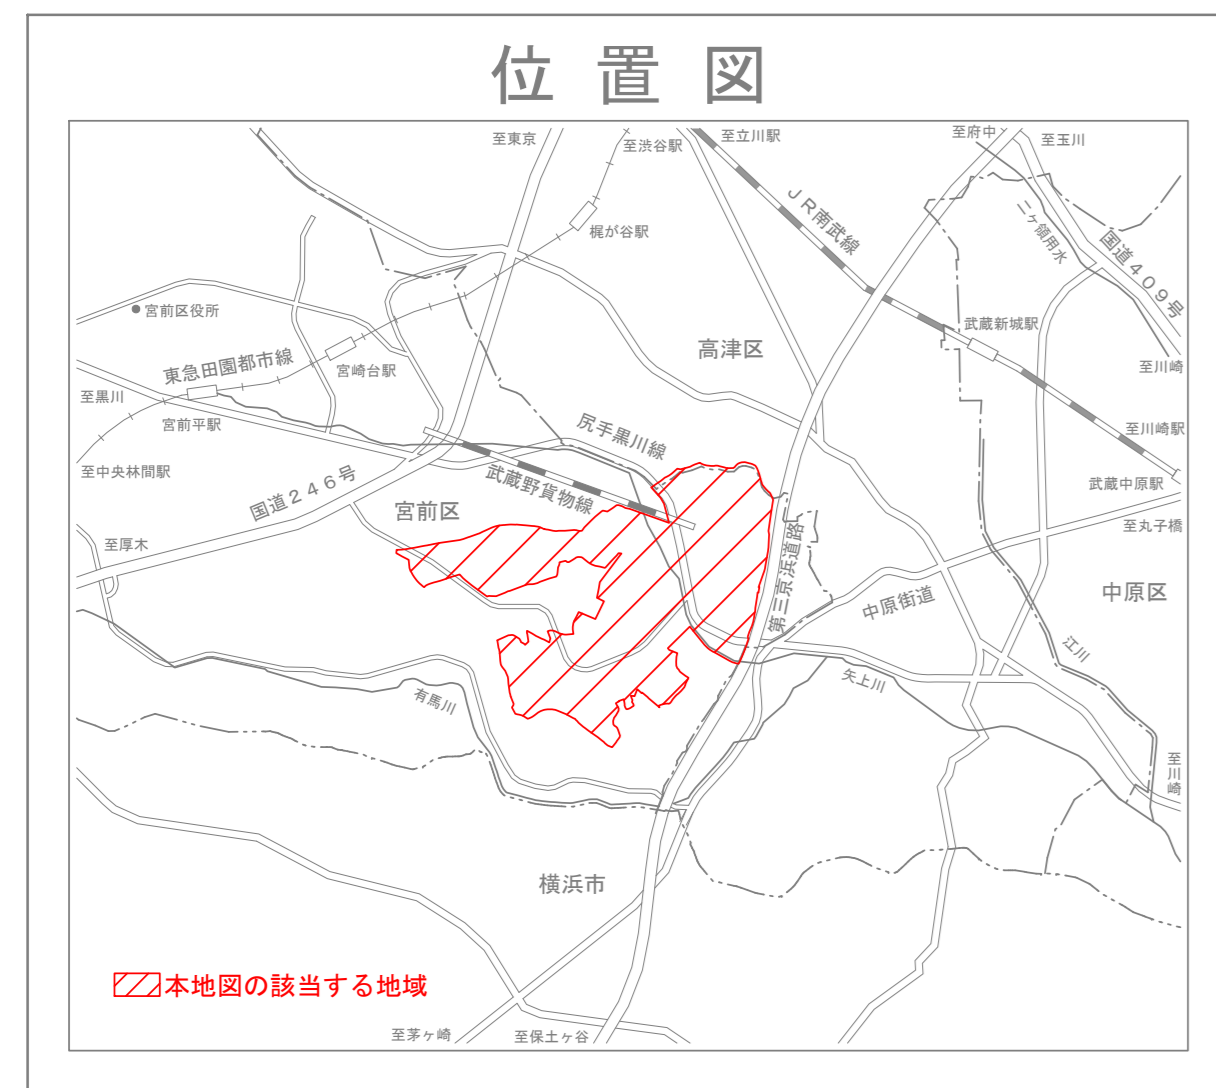 位置図
至東京
至渋谷駅
至立川駅
至府中
至玉川
JR南武線
二ヶ領用水
国道409号
梶が谷駅
宮前区役所
武蔵新城駅
高津区
東急田園都市線
宮崎台駅
至川崎
至黒川
宮前平駅
尻手黒川線
至川崎駅
至中央林間駅
武蔵野貨物線
国道246号
武蔵中原駅
宮前区
至丸子橋
至厚木
第三京浜道路
中原街道
中原区
江川
矢上川
有馬川
至川崎
横浜市
本地図の該当する地域
至茅ヶ崎
至保土ヶ谷